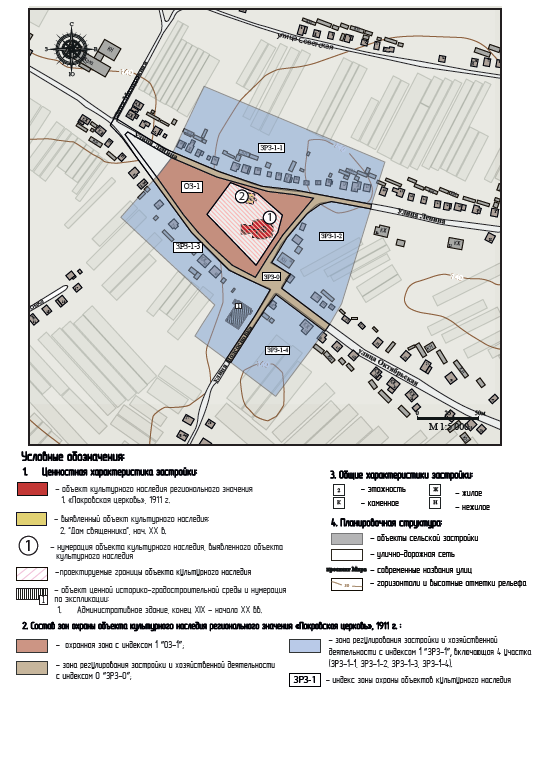 С
В
Ю
улица Советская
ЗРЗ-1-1
Улица Ленина
ОЗ-1
2
1
Улица Ленина
ЗРЗ-1-2
ЗРЗ-1-3
ЗРЗ-0
1
ЗРЗ-1-4
Улица Октябрьская
50м
М 1:5 000
Условные обозначения:
1. Ценностная характеристика застройки:
– объект культурного наследия регионального значения
1. «Покровская церковь», 1911 г.
– выявленный объект культурного наследия:
2. "Дом священника", нач. XX в.
1 – нумерация объекта культурного наследия, выявленного объекта
культурного наследия
–проектируемые границы объекта культурного наследия
– объект ценной историко-градостроительной среды и нумерация
по экспликации:
1. Административное здание, конец XIX – начало XX вв.
3. Общие характеристики застройки:
2 – этажность
Ж – жилое
К – каменное
Н – нежилое
4. Планировочная структура:
– объекты сельской застройки
– улично-дорожная сеть
– современные названия улиц
– горизонтали и высотные отметки рельефа
2. Состав зон охраны объекта культурного наследия регионального значения «Покровская церковь», 1911 г. :
– охранная зона с индексом 1 "ОЗ-1";
– зона регулирования застройки и хозяйственной деятельности
с индексом 0 "ЗРЗ-0";
– зона регулирования застройки и хозяйственной
деятельности с индексом 1 "ЗРЗ-1", включающая 4 участка
(ЗРЗ-1-1, ЗРЗ-1-2, ЗРЗ-1-3, ЗРЗ-1-4).
ЗРЗ-1 – индекс зоны охраны объектов культурного наследия